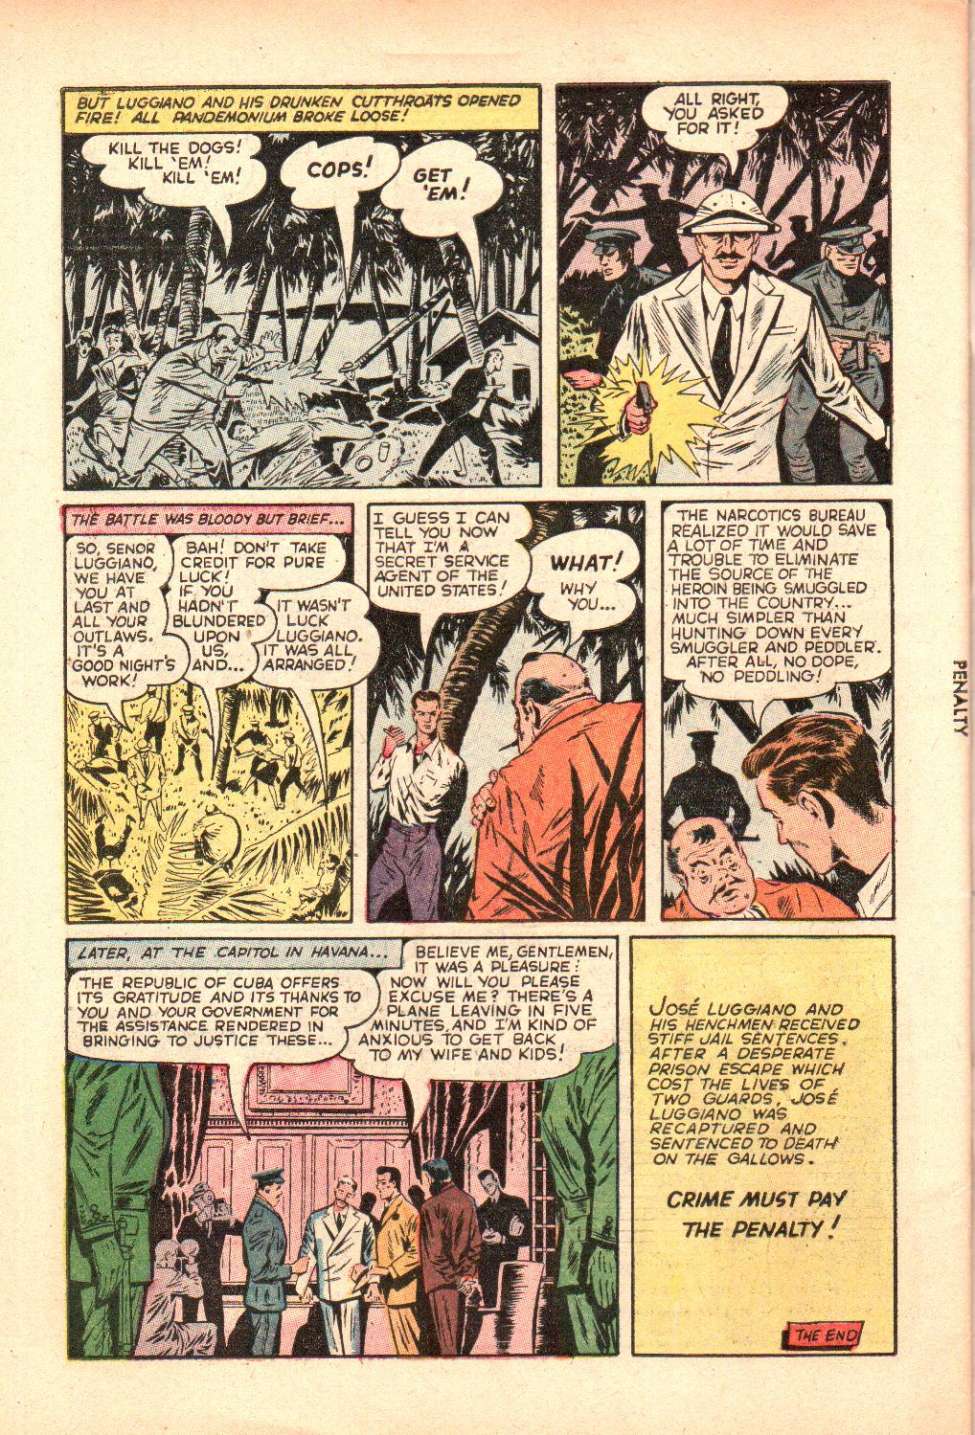 BUT LUGGIANO AND HIS DRUNKEN CUTTHROATS OPENED
FIRE! ALL PANDEMONIUM BROKE LOOSE!
KILL THE DOGS!
KILL 'EM!
KILL 'EM!
COPS!
GET
'EM!
ALL RIGHT,
YOU ASKED
FOR IT!
THE BATTLE WAS BLOODY BUT BRIEF...
SO, SENOR
LUGGIANO,
WE HAVE
YOU AT
LAST AND
ALL YOUR
OUTLAWS.
IT'S A
GOOD NIGHT'S
WORK!
BAH! DON'T TAKE
CREDIT FOR PURE
LUCK!
IF YOU
HADN'T
BLUNDERED
UPON
US,
AND...
IT WASN'T
LUCK
LUGGIANO.
IT WAS ALL
ARRANGED!
I GUESS I CAN
TELL YOU NOW
THAT I'M A
SECRET SERVICE
AGENT OF THE
UNITED STATES!
WHAT!
WHY
YOU...
THE NARCOTICS BUREAU
REALIZED IT WOULD SAVE
A LOT OF TIME AND
TROUBLE TO ELIMINATE
THE SOURCE OF THE
HEROIN BEING SMUGGLED
INTO THE COUNTRY...
MUCH SIMPLER THAN
HUNTING DOWN EVERY
SMUGGLER AND PEDDLER.
AFTER ALL, NO DOPE,
NO PEDDLING!
PENALTY
LATER, AT THE CAPITOL IN HAVANA...
THE REPUBLIC OF CUBA OFFERS
ITS GRATITUDE AND ITS THANKS TO
YOU AND YOUR GOVERNMENT FOR
THE ASSISTANCE RENDERED IN
BRINGING TO JUSTICE THESE...
BELIEVE ME, GENTLEMEN,
IT WAS A PLEASURE!
NOW WILL YOU PLEASE
EXCUSE ME? THERE'S A
PLANE LEAVING IN FIVE
MINUTES, AND I'M KIND OF
ANXIOUS TO GET BACK
TO MY WIFE AND KIDS!
JOSÉ LUGGIANO AND
HIS HENCHMEN RECEIVED
STIFF JAIL SENTENCES.
AFTER A DESPERATE
PRISON ESCAPE WHICH
COST THE LIVES OF
TWO GUARDS, JOSÉ
LUGGIANO WAS
RECAPTURED AND
SENTENCED TO DEATH
ON THE GALLOWS.
CRIME MUST PAY
THE PENALTY!
THE END